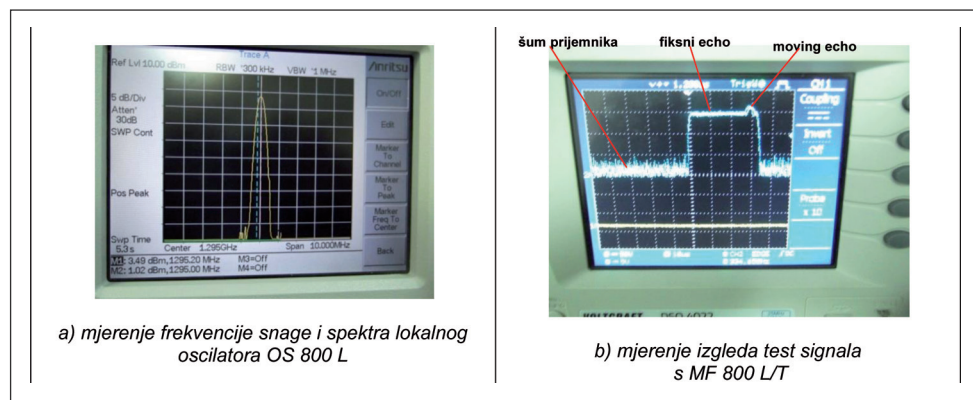 Trace A
Ref Lvl 10.00 dBm RBW *300 kHz VBW *1 MHz
Anritsu
5 dB/Div
Atten*
30dB
SWP Cont
Pos Peak
Swp Time
5.3 s
Center 1.295GHz Span 10.000MHz
M1: 3.49 dBm,1295.20 MHz M3=Off
M2: 1.02 dBm,1295.00 MHz M4=Off
On/Off
Edit
Marker
To
Channel
Marker
To
Peak
Marker
Freq To
Center
Back
a) mjerenje frekvencije snage i spektra lokalnog
oscilatora OS 800 L
šum prijemnika
fiksni echo
moving echo
CH1
Coupling
Invert
Off
Probe
x 10
VOLTCRAFT DSO 4022
b) mjerenje izgleda test signala
s MF 800 L/T